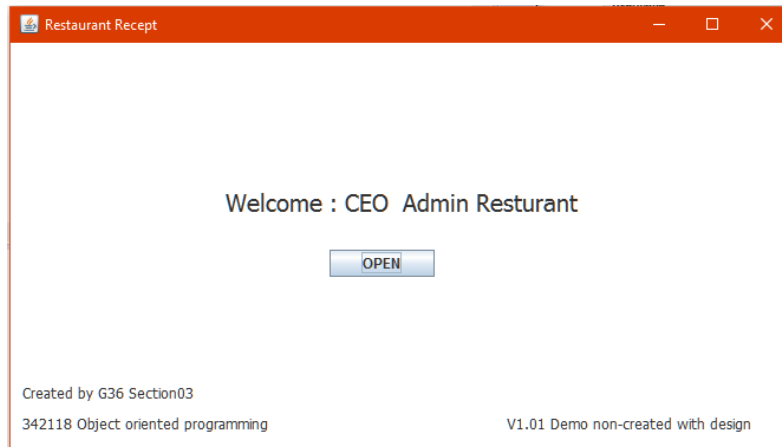 Restaurant Recept
Welcome : CEO  Admin Resturant
OPEN
Created by G36 Section03
342118 Object oriented programming
V1.01 Demo non-created with design